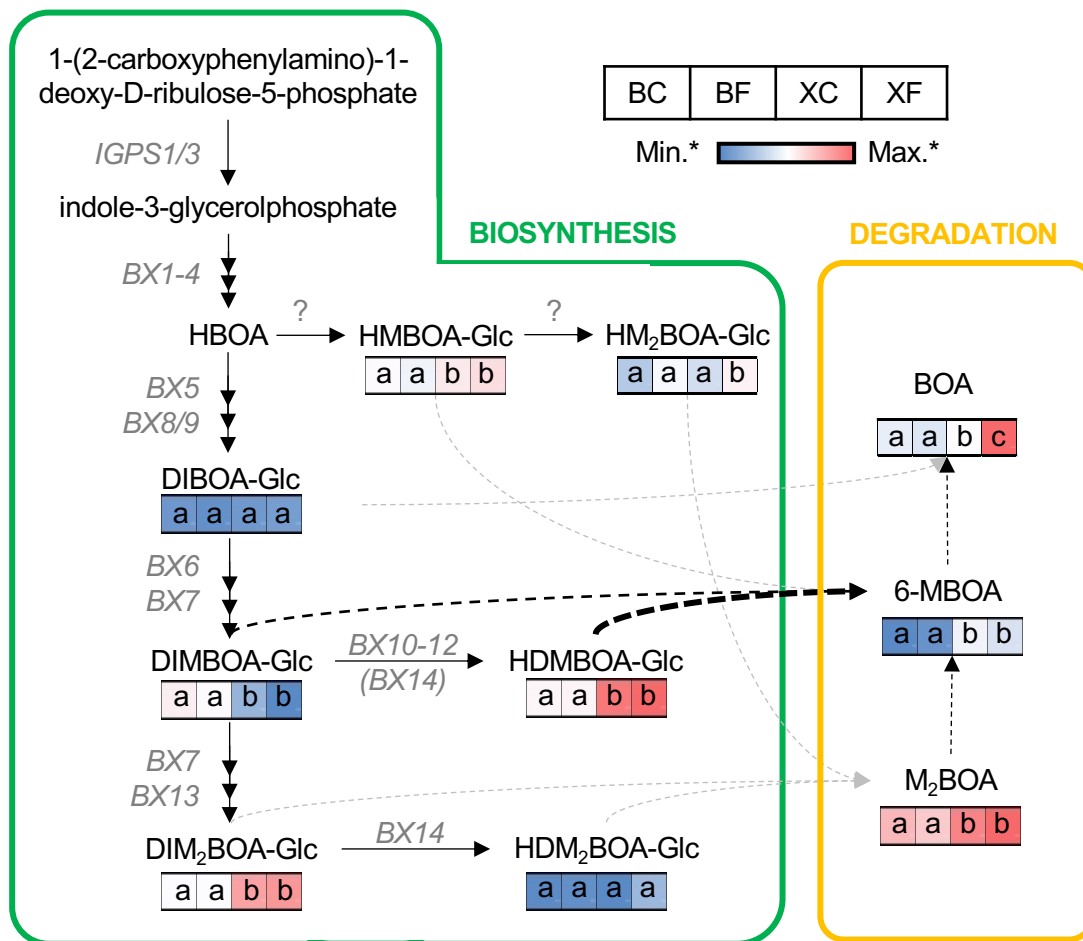 1-(2-carboxyphenylamino)-1-
deoxy-D-ribulose-5-phosphate
BC BF XC XF
Min.* Max.*
IGPS1/3
indole-3-glycerolphosphate
BIOSYNTHESIS
DEGRADATION
BX1-4
? ?
HBOA HMBOA-Glc HM₂BOA-Glc
a a b b
a a a b
BX5
BX8/9
BOA
a a b c
DIBOA-Glc
a a a a
BX6
BX7
6-MBOA
a a b b
DIMBOA-Glc
a a b b
BX10-12
(BX14)
HDMBOA-Glc
a a b b
BX7
BX13
M₂BOA
a a b b
DIM₂BOA-Glc
a a b b
BX14
HDM₂BOA-Glc
a a a a